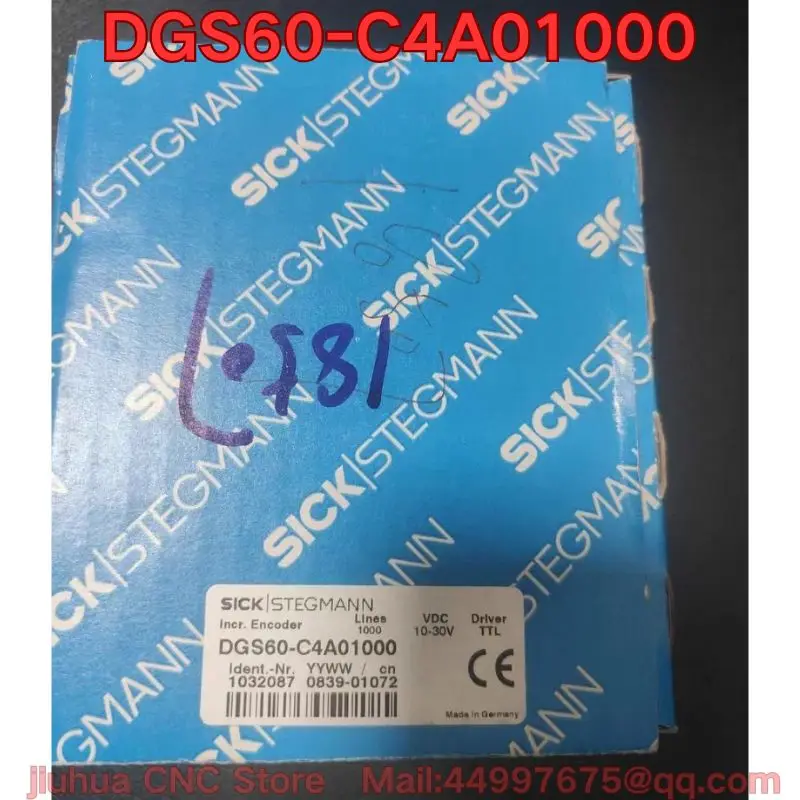 DGS60-C4A01000
SICK|STEGMANN
SICK|STEGMANN
SICK|STEGMANN
SICK|STEGMANN
SICK|STEGMANN
SICK|STEGMANN
SICK|STE
STEGMANN
STEGMANN
SICK|STEGMANN
Incr. Encoder
Lines
1000
VDC
10-30V
Driver
TTL
DGS60-C4A01000
Ident.-Nr. YYWW / cn
1032087 0839-01072
CE
Made in Germany
jiuhua CNC Store Mail:44997675@qq.com